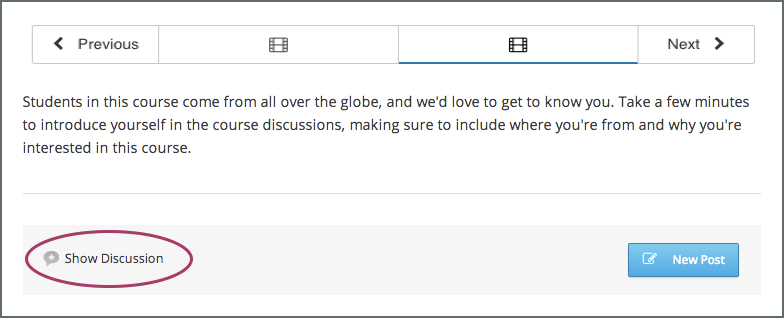 Previous Next
Students in this course come from all over the globe, and we'd love to get to know you. Take a few minutes
to introduce yourself in the course discussions, making sure to include where you're from and why you're
interested in this course.
Show Discussion New Post